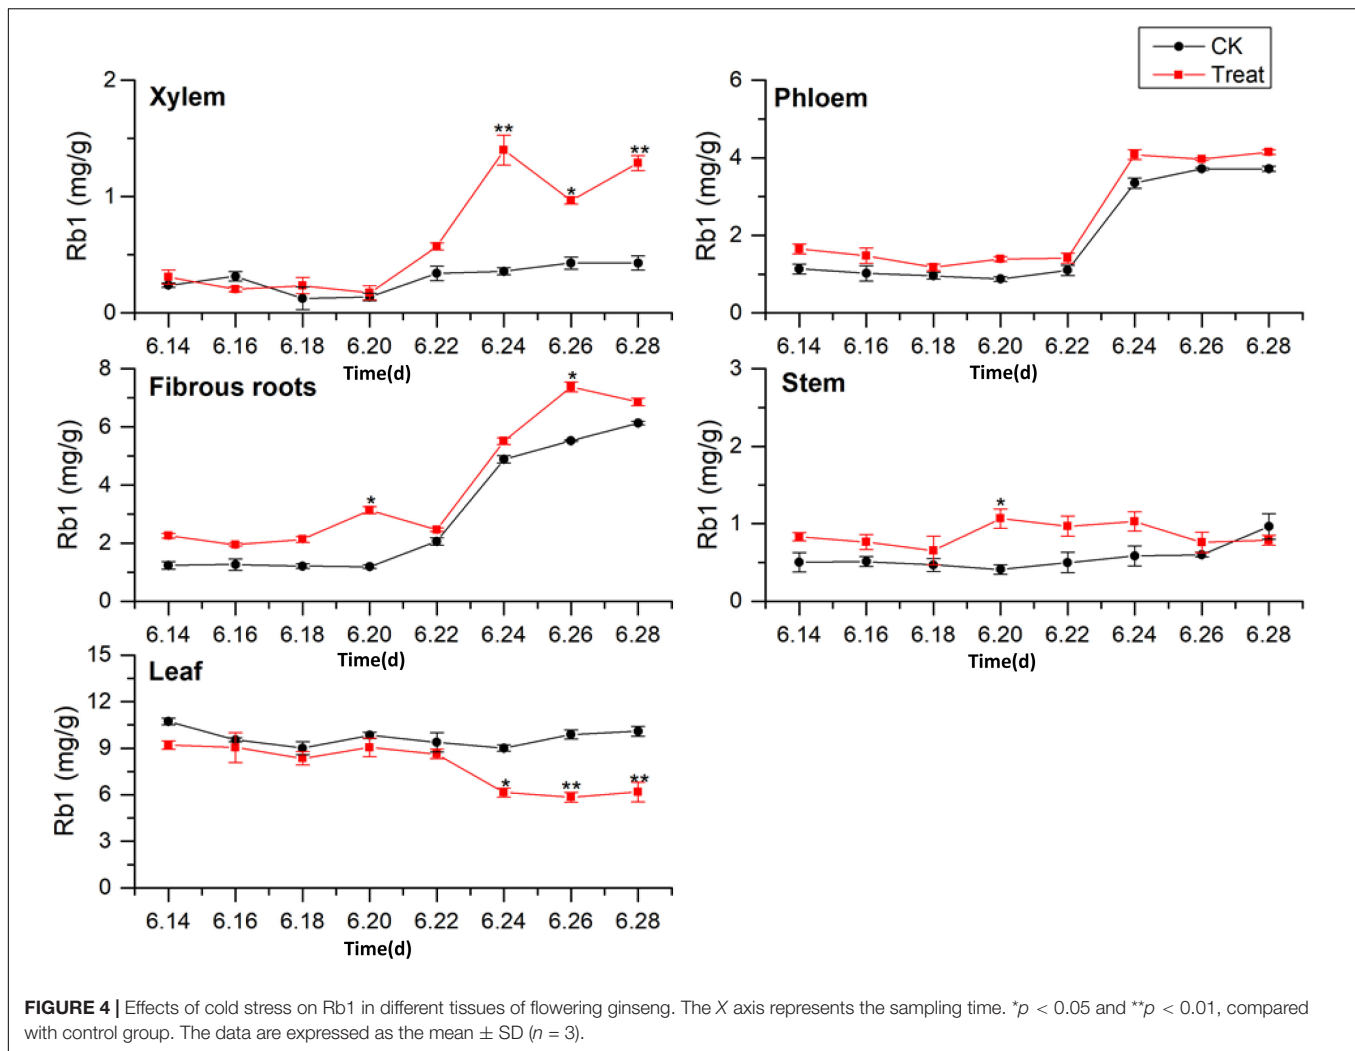 CK
Treat
Xylem
Rb1 (mg/g)
2
1
0
6.14 6.16 6.18 6.20 6.22 6.24 6.26 6.28
Time(d)
** * **
Phloem
Rb1 (mg/g)
6
4
2
0
6.14 6.16 6.18 6.20 6.22 6.24 6.26 6.28
Time(d)
Fibrous roots
Rb1 (mg/g)
8
6
4
2
0
6.14 6.16 6.18 6.20 6.22 6.24 6.26 6.28
Time(d)
* *
Stem
Rb1 (mg/g)
3
2
1
0
6.14 6.16 6.18 6.20 6.22 6.24 6.26 6.28
Time(d)
*
Leaf
Rb1 (mg/g)
15
12
9
6
3
0
6.14 6.16 6.18 6.20 6.22 6.24 6.26 6.28
Time(d)
* ** **
FIGURE 4 | Effects of cold stress on Rb1 in different tissues of flowering ginseng. The X axis represents the sampling time. *p < 0.05 and **p < 0.01, compared
with control group. The data are expressed as the mean ± SD (n = 3).